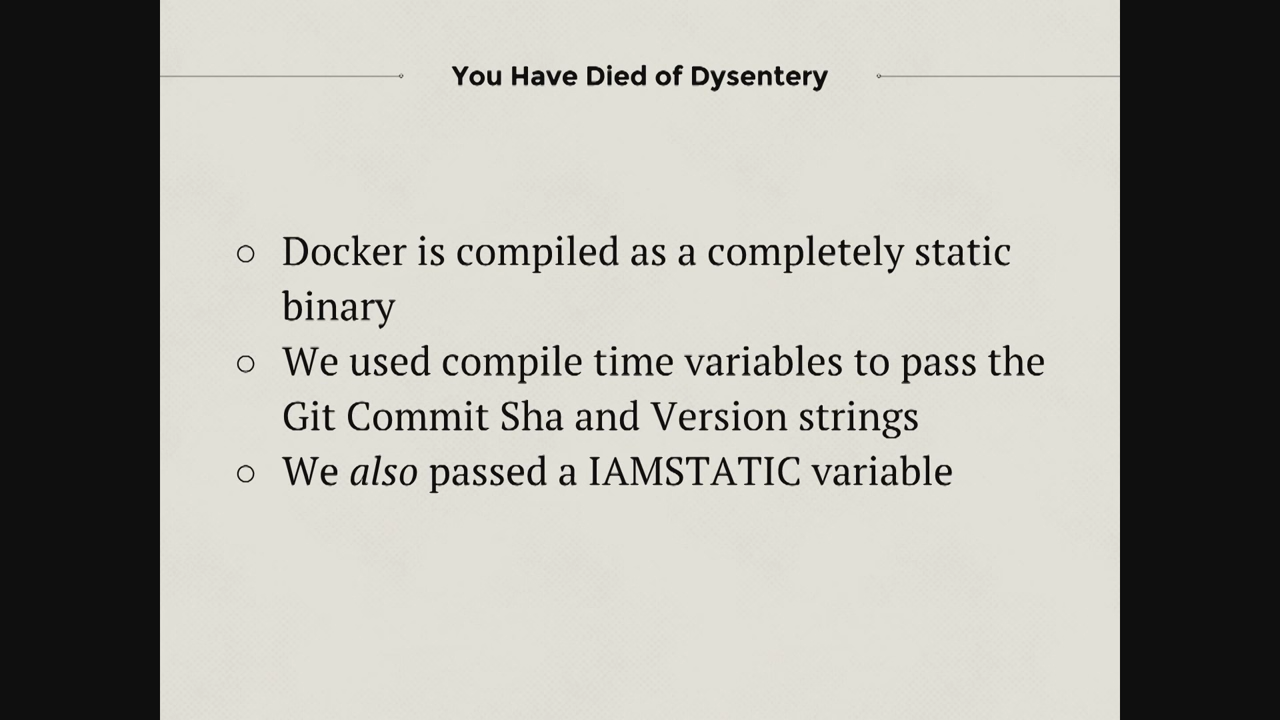 You Have Died of Dysentery
○ Docker is compiled as a completely static
binary
○ We used compile time variables to pass the
Git Commit Sha and Version strings
○ We also passed a IAMSTATIC variable